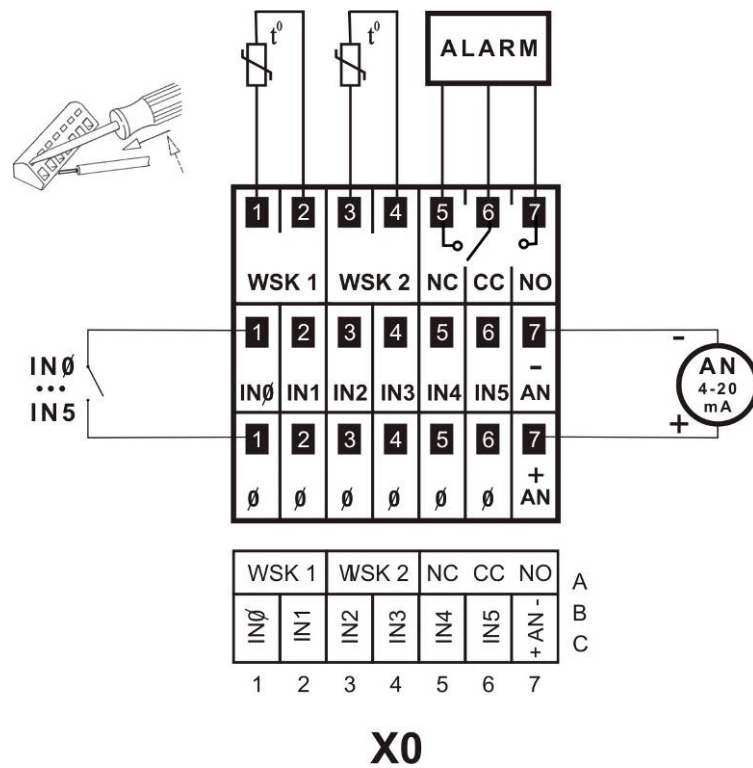 t⁰ t⁰
ALARM
1 2 3 4 5 6 7
WSK 1 WSK 2 NC CC NO
1 2 3 4 5 6 7
IN0̸ IN1 IN2 IN3 IN4 IN5 - AN
IN0̸
•••
IN5
- AN
4-20
mA
+
1 2 3 4 5 6 7
0̸ 0̸ 0̸ 0̸ 0̸ 0̸ + AN
WSK 1 WSK 2 NC CC NO A
IN0̸ IN1 IN2 IN3 IN4 IN5 + AN - B
C
1 2 3 4 5 6 7
X0